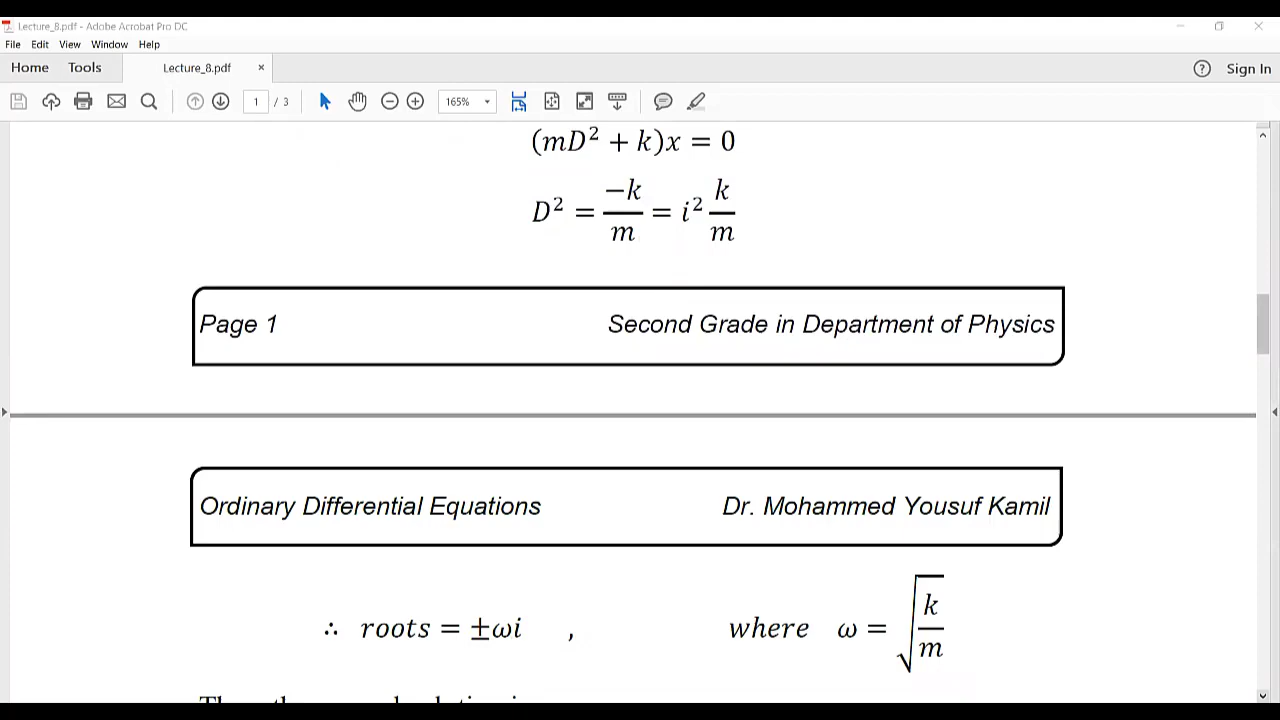 Lecture_8.pdf - Adobe Acrobat Pro DC
File Edit View Window Help
Home Tools Lecture_8.pdf × Sign In
1 / 3 165%
(mD² + k)x = 0
D² = −k/m = i² k/m
Page 1 Second Grade in Department of Physics
Ordinary Differential Equations Dr. Mohammed Yousuf Kamil
∴ roots = ±ωi , where ω = √(k/m)